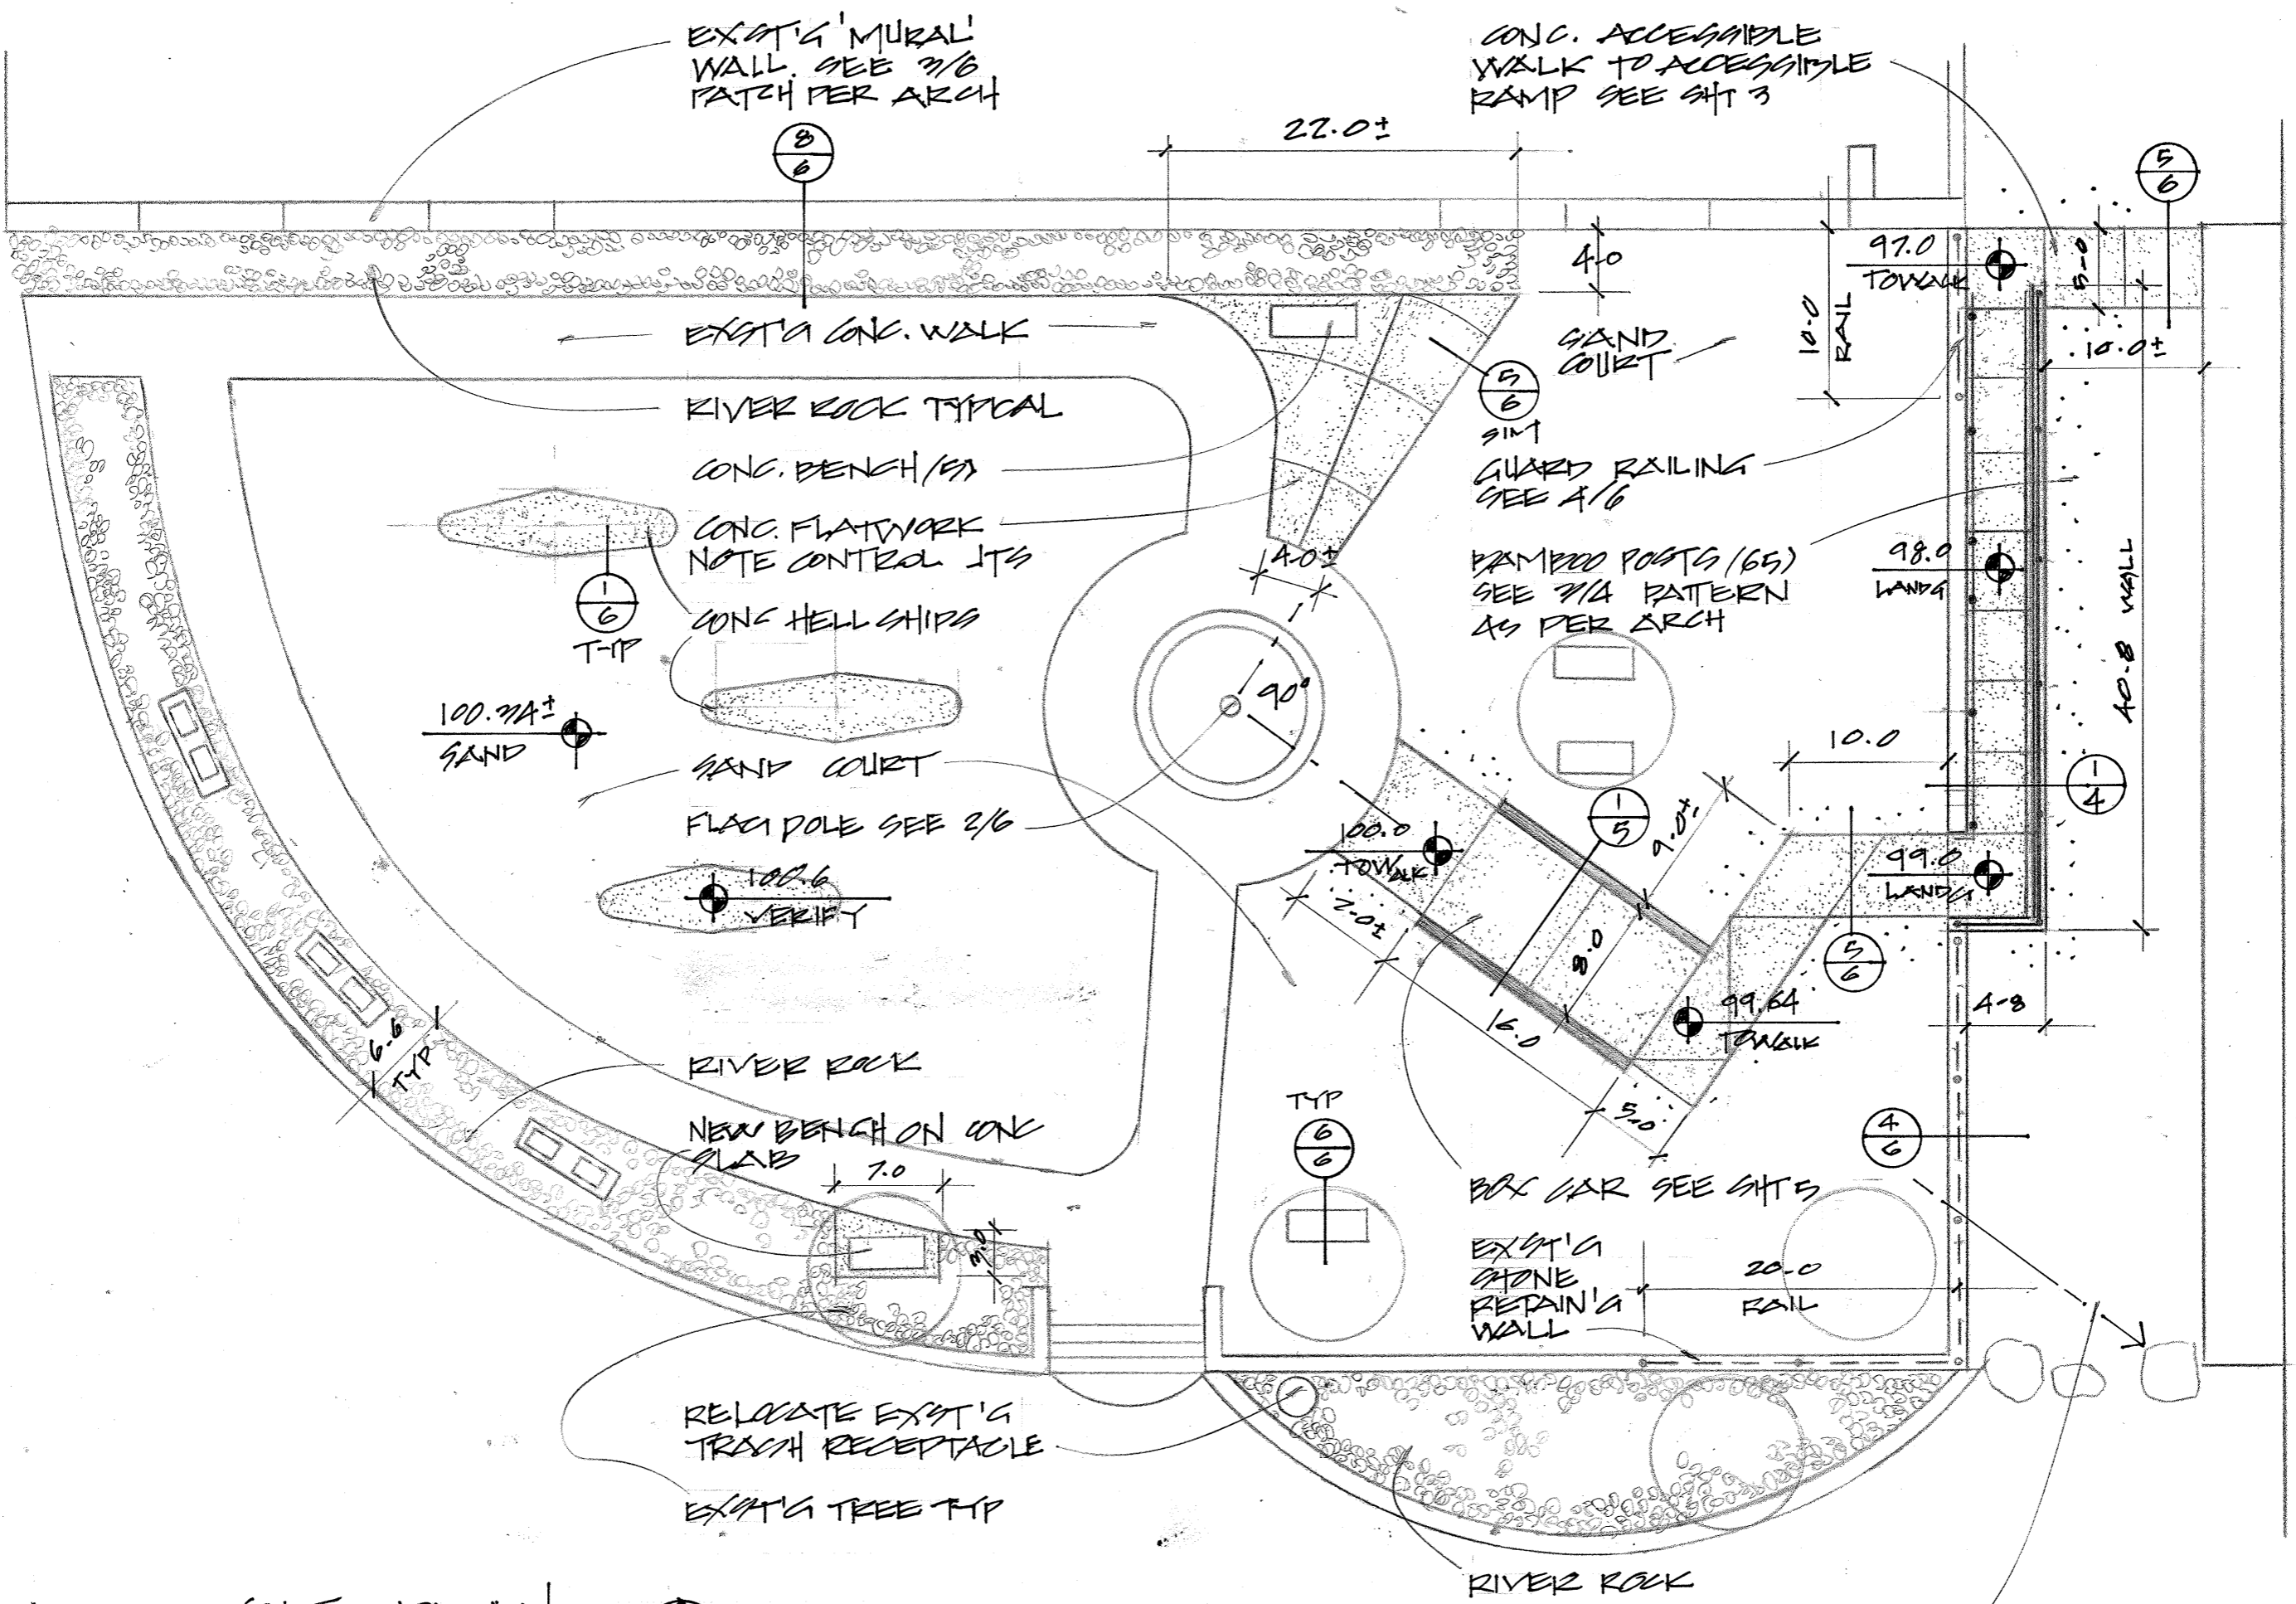 EXST'G 'MURAL'
WALL. SEE 3/6
PATCH PER ARCH
8
6
22.0±
CONC. ACCESSIBLE
WALK TO ACCESSIBLE
RAMP SEE SHT 3
5
6
4.0
97.0
TOWALK
5-0
10.0
RAIL
10.0±
EXST'G CONC. WALK
SAND
COURT
5
6
SIM
RIVER ROCK TYPICAL
CONC. BENCH (5)
GUARD RAILING
SEE 4/6
CONC. FLATWORK
NOTE CONTROL JTS
4.0±
BAMBOO POSTS (65)
SEE 3/4 PATTERN
AS PER ARCH
98.0
LANDG
40.8 WALL
1
6
TYP
CONC HELL SHIPS
90°
100.34±
SAND
SAND COURT
10.0
1
4
FLAG POLE SEE 2/6
1
5
9.0±
100.0
TOWALK
99.0
LANDG
100.6
VERIFY
2.0±
8.0
5
6
16.0
99.64
TOWALK
4-8
6.6
TYP
RIVER ROCK
5.0
NEW BENCH ON CONC
SLAB
7.0
3.0
TYP
6
6
4
6
BOX CAR SEE SHT 5
EXST'G
STONE
RETAIN'G
WALL
20-0
RAIL
RELOCATE EXST'G
TRASH RECEPTACLE
EXST'G TREE TYP
RIVER ROCK